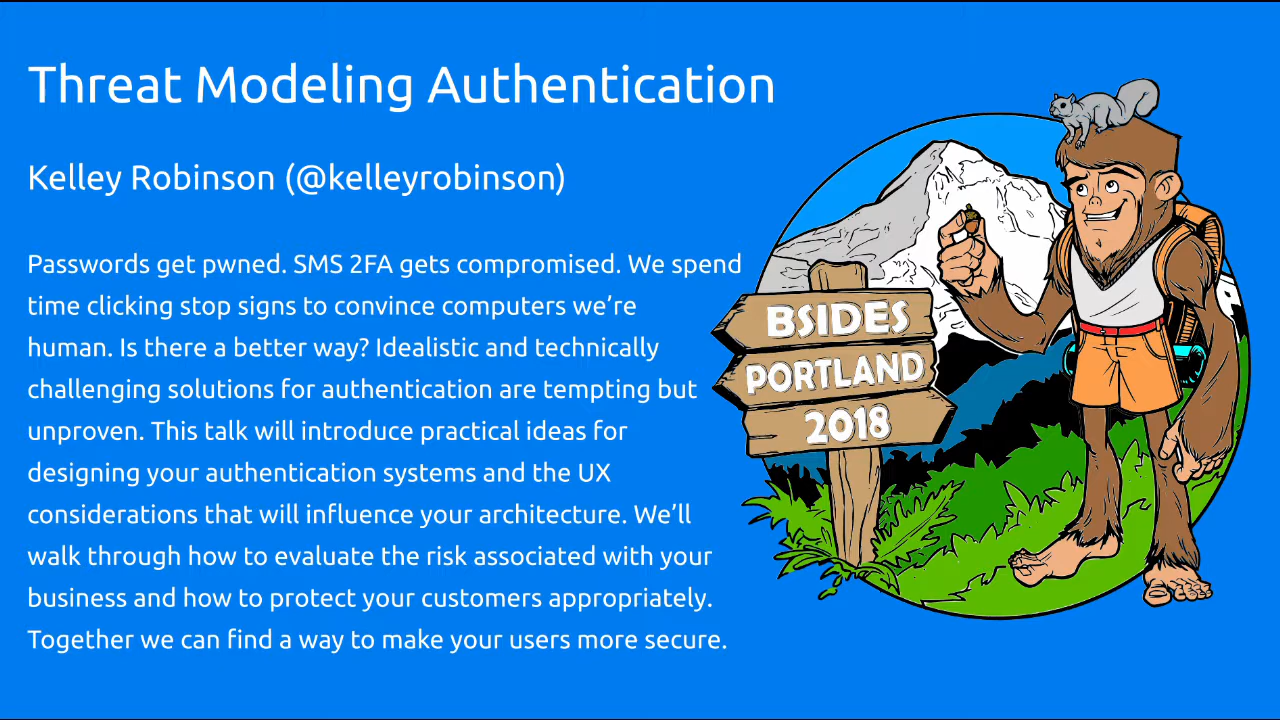 Threat Modeling Authentication
Kelley Robinson (@kelleyrobinson)
Passwords get pwned. SMS 2FA gets compromised. We spend
time clicking stop signs to convince computers we’re
human. Is there a better way? Idealistic and technically
challenging solutions for authentication are tempting but
unproven. This talk will introduce practical ideas for
designing your authentication systems and the UX
considerations that will influence your architecture. We’ll
walk through how to evaluate the risk associated with your
business and how to protect your customers appropriately.
Together we can find a way to make your users more secure.
BSIDES
PORTLAND
2018